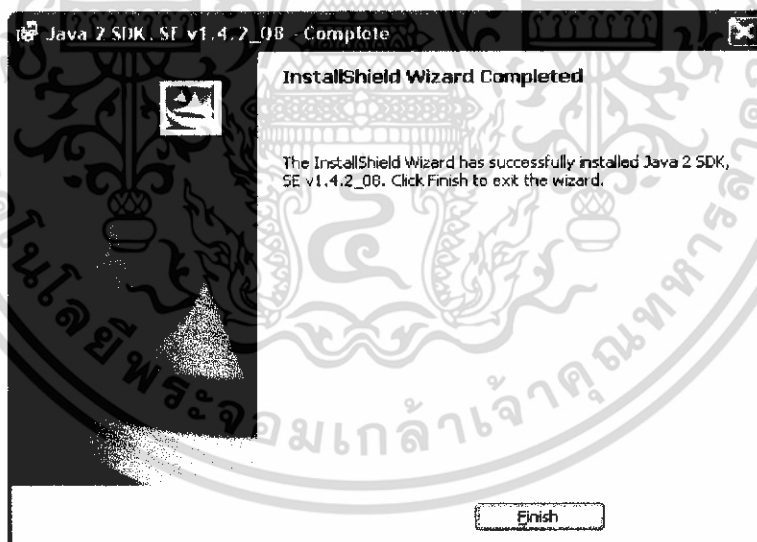 Java 2 SDK, SE v1.4.2_08 - Complete
InstallShield Wizard Completed
The InstallShield Wizard has successfully installed Java 2 SDK,
SE v1.4.2_08. Click Finish to exit the wizard.
Finish